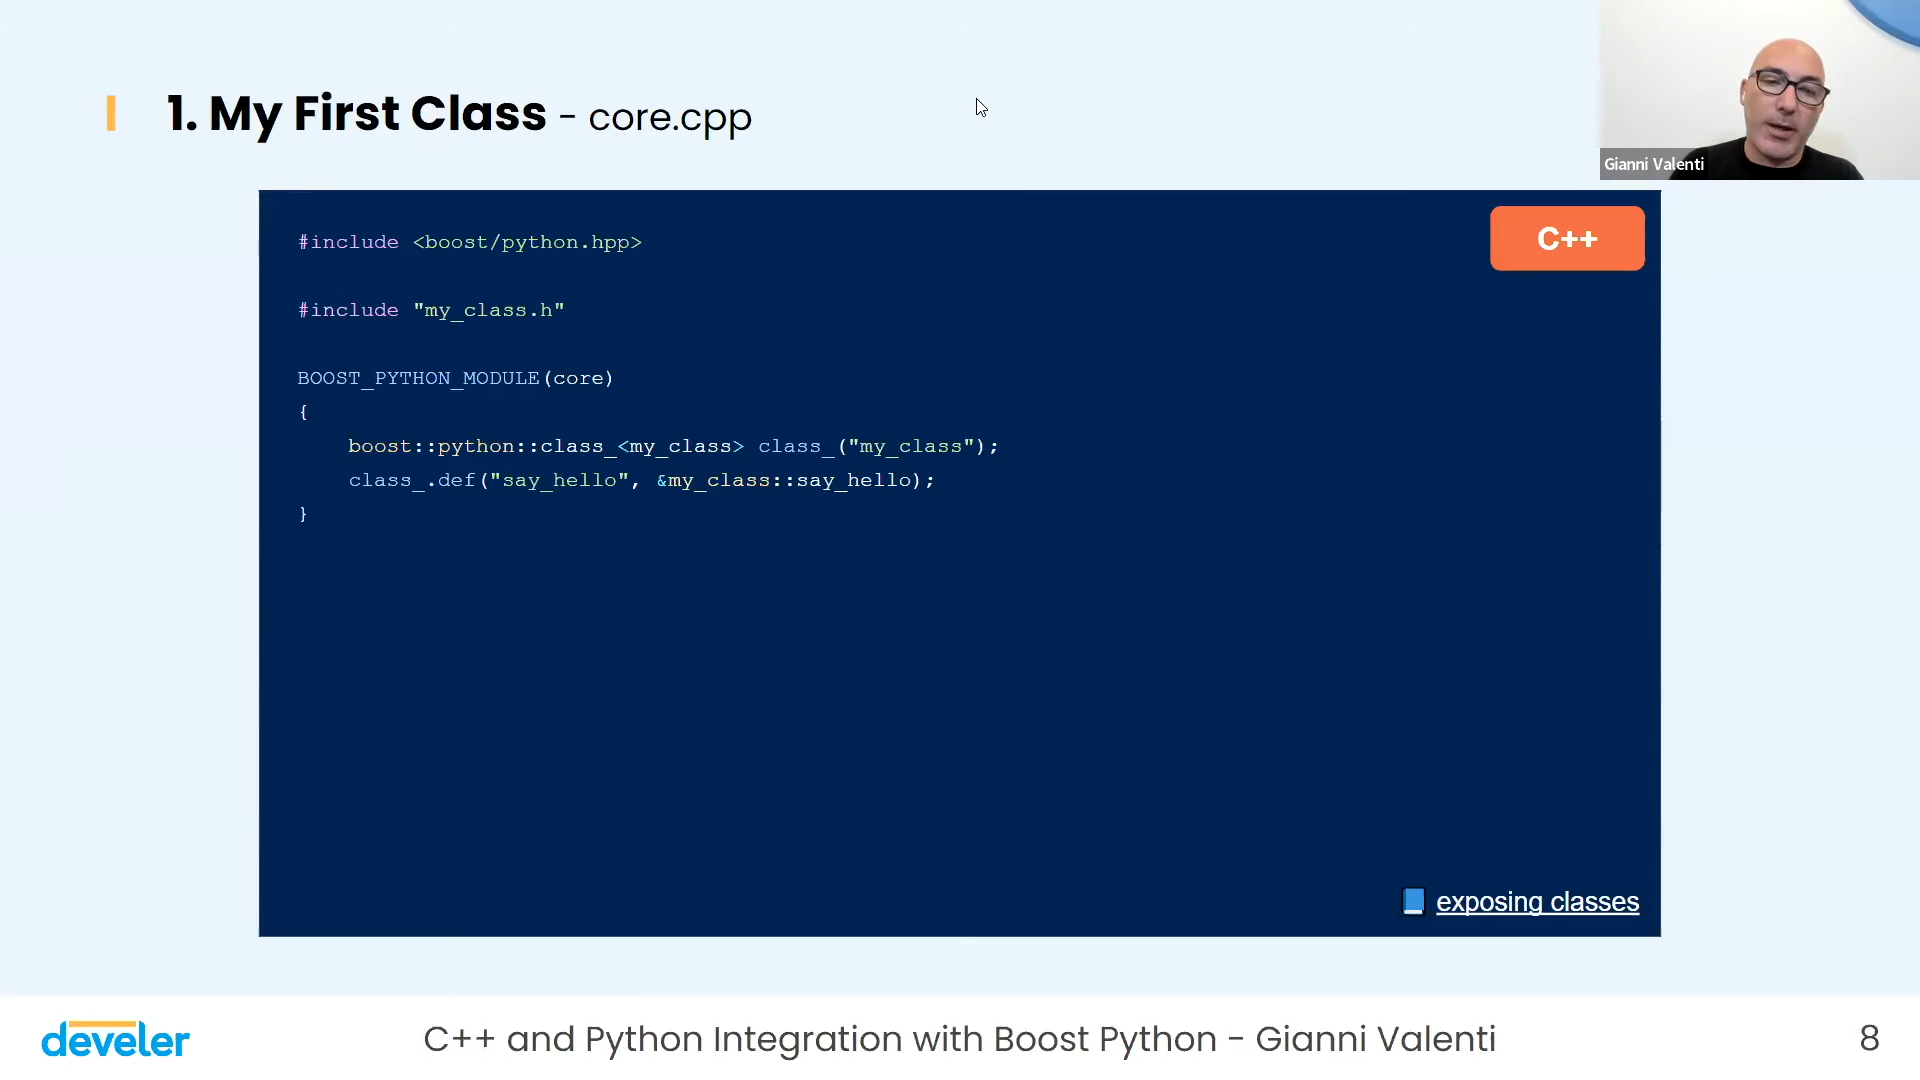 1. My First Class - core.cpp
Gianni Valenti
C++
#include <boost/python.hpp>
#include "my_class.h"
BOOST_PYTHON_MODULE(core)
{
    boost::python::class_<my_class> class_("my_class");
    class_.def("say_hello", &my_class::say_hello);
}
exposing classes
develer
C++ and Python Integration with Boost Python - Gianni Valenti
8